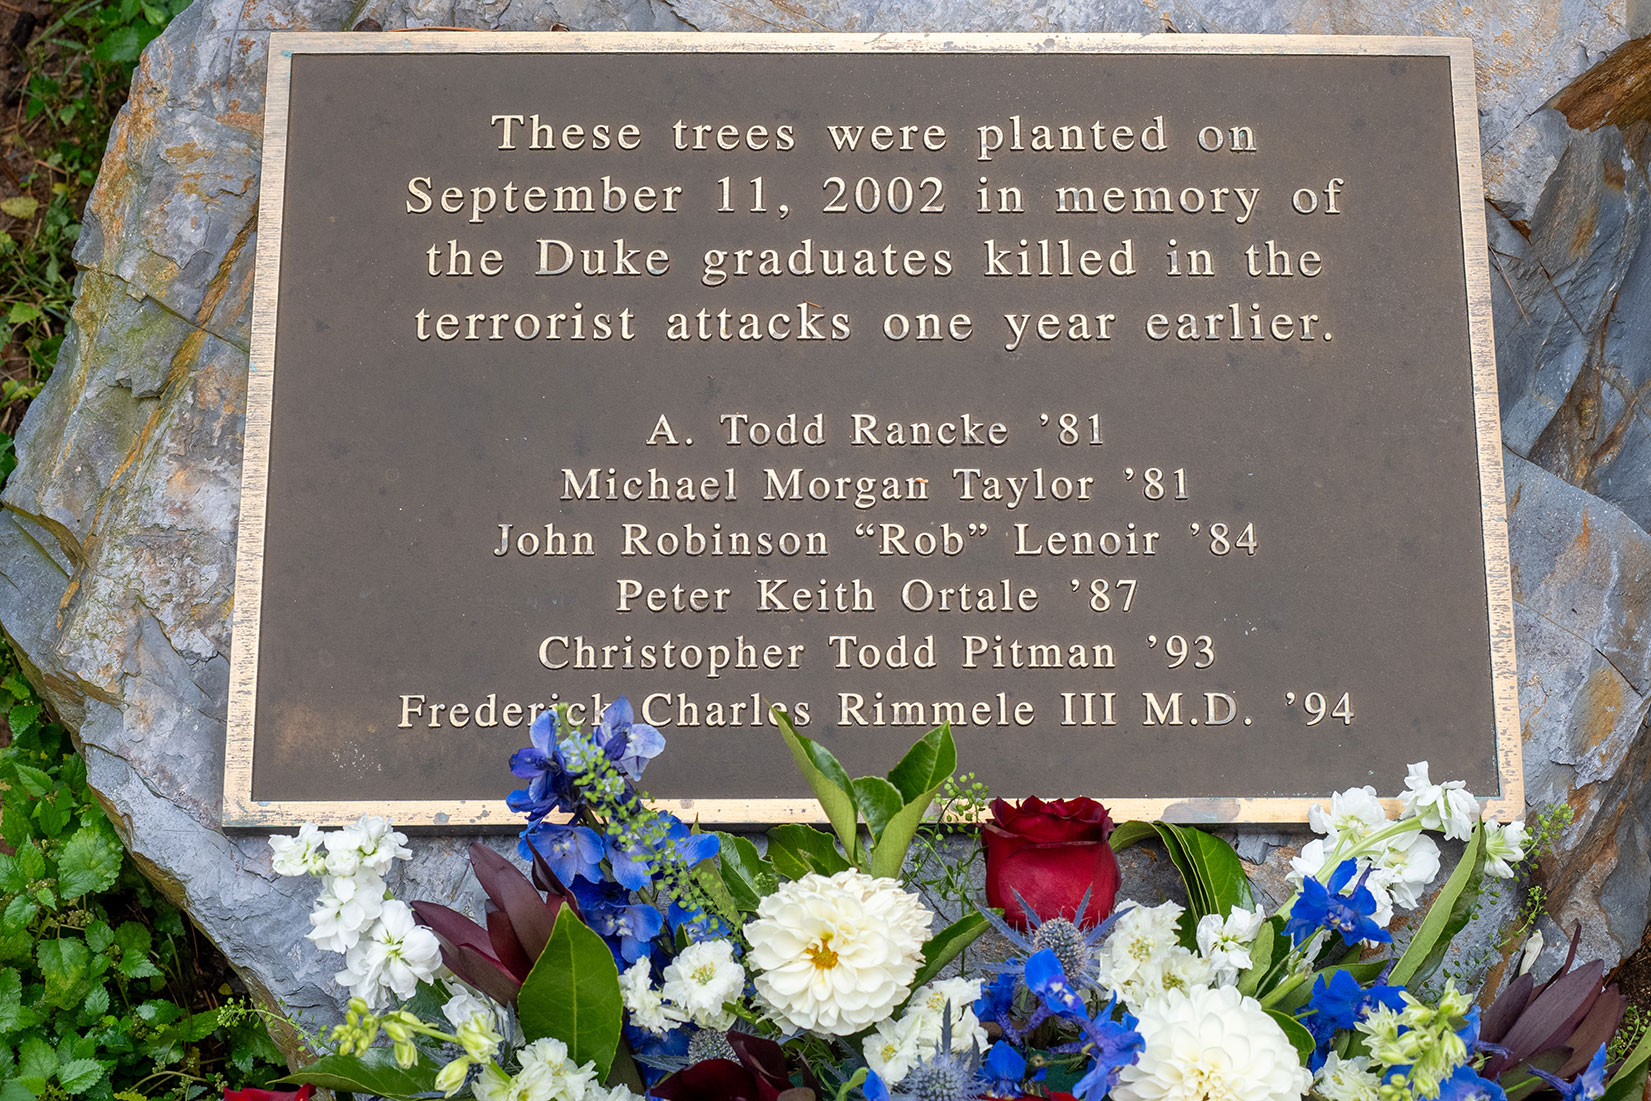 These trees were planted on
September 11, 2002 in memory of
the Duke graduates killed in the
terrorist attacks one year earlier.
A. Todd Rancke ’81
Michael Morgan Taylor ’81
John Robinson “Rob” Lenoir ’84
Peter Keith Ortale ’87
Christopher Todd Pitman ’93
Frederick Charles Rimmele III M.D. ’94